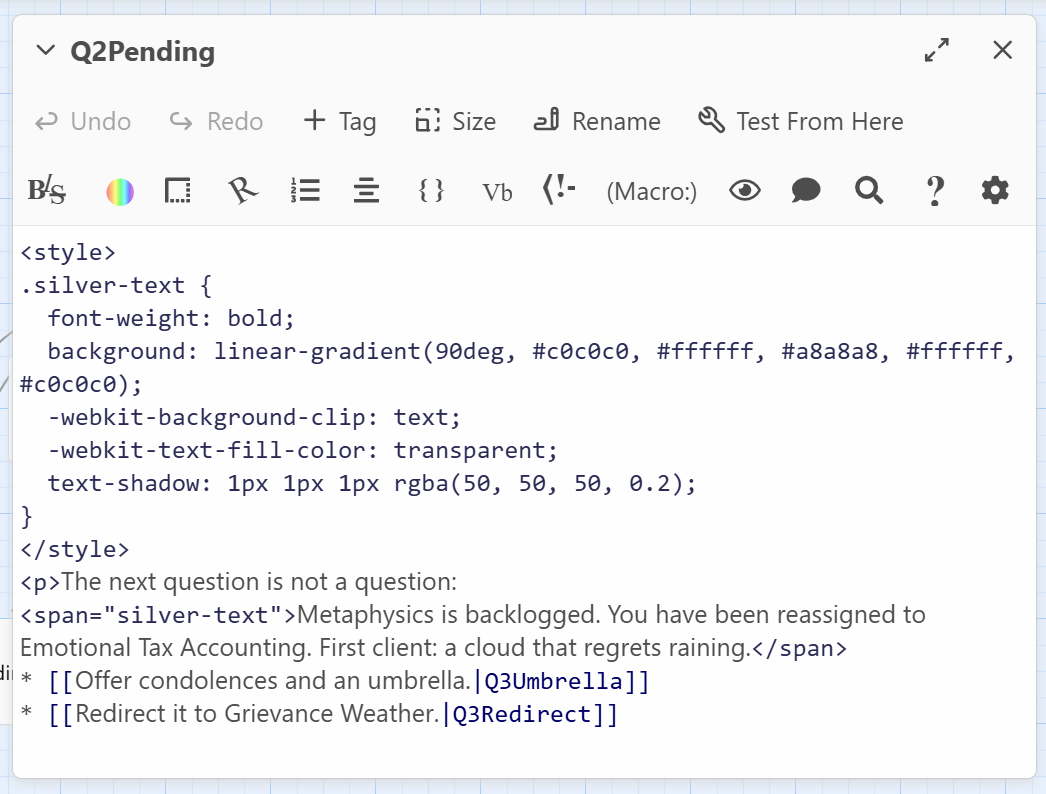 Q2Pending
Undo Redo + Tag Size Rename Test From Here
BIS Vb (!- (Macro:) ?
<style>
.silver-text {
  font-weight: bold;
  background: linear-gradient(90deg, #c0c0c0, #ffffff, #a8a8a8, #ffffff,
#c0c0c0);
  -webkit-background-clip: text;
  -webkit-text-fill-color: transparent;
  text-shadow: 1px 1px 1px rgba(50, 50, 50, 0.2);
}
</style>
<p>The next question is not a question:
<span="silver-text">Metaphysics is backlogged. You have been reassigned to
Emotional Tax Accounting. First client: a cloud that regrets raining.</span>
* [[Offer condolences and an umbrella.|Q3Umbrella]]
* [[Redirect it to Grievance Weather.|Q3Redirect]]